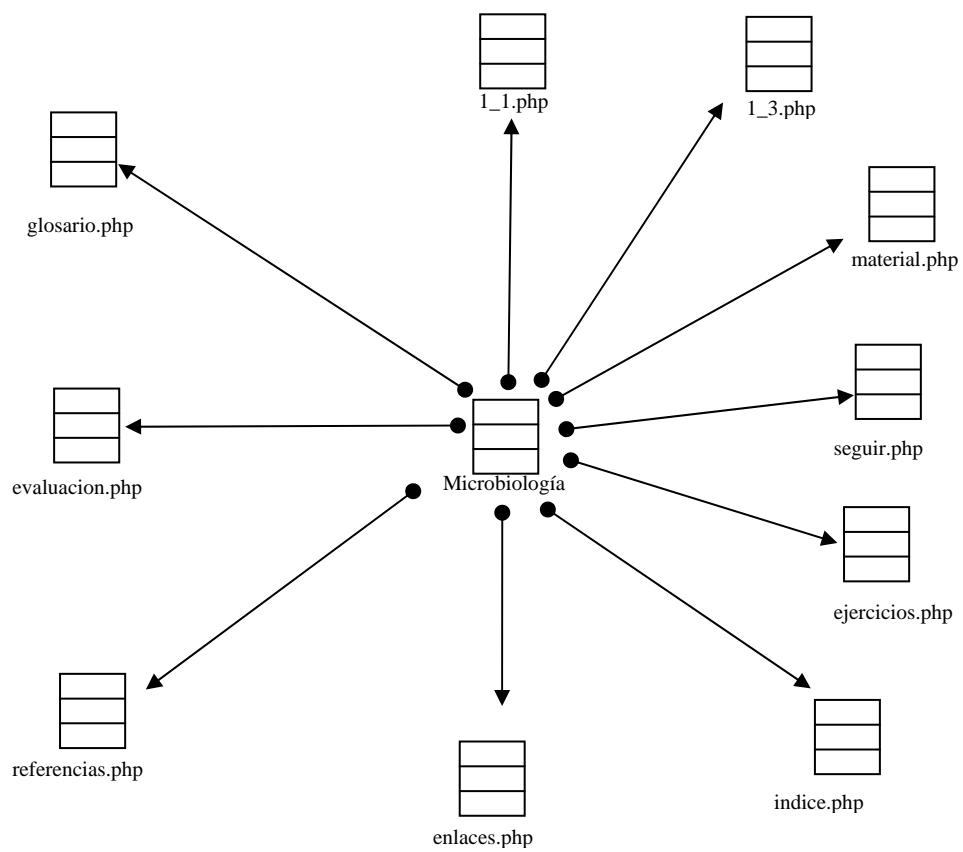 1_1.php
1_3.php
glosario.php
material.php
seguir.php
evaluacion.php
Microbiología
ejercicios.php
referencias.php
indice.php
enlaces.php